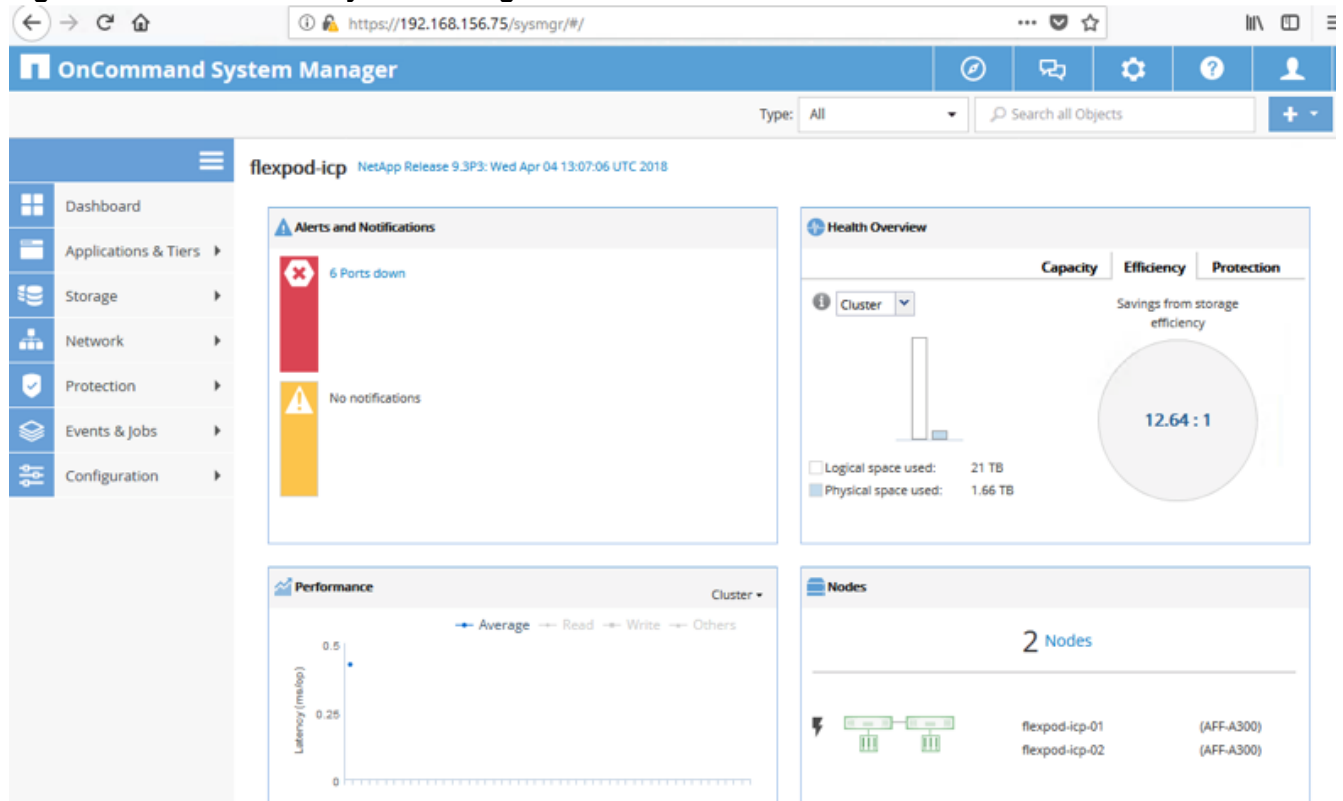 https://192.168.156.75/sysmgr/#/
OnCommand System Manager
Type: All Search all Objects
flexpod-icp NetApp Release 9.3P3: Wed Apr 04 13:07:06 UTC 2018
Dashboard
Applications & Tiers
Storage
Network
Protection
Events & Jobs
Configuration
Alerts and Notifications
6 Ports down
No notifications
Health Overview
Capacity Efficiency Protection
Cluster
Savings from storage
efficiency
12.64 : 1
Logical space used: 21 TB
Physical space used: 1.66 TB
Performance
Cluster
Average Read Write Others
Latency (ms/op)
0.5
0.25
0
Nodes
2 Nodes
flexpod-icp-01 (AFF-A300)
flexpod-icp-02 (AFF-A300)